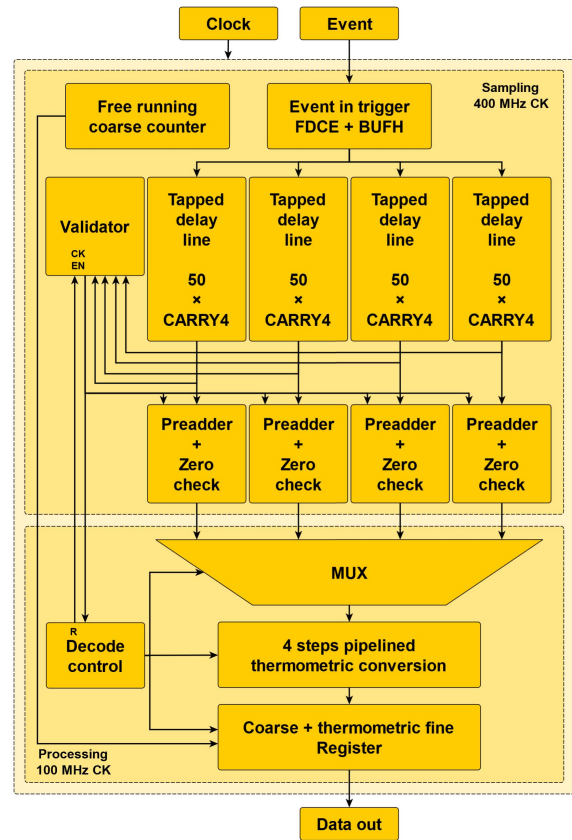 Clock
Event
Sampling
400 MHz CK
Free running
coarse counter
Event in trigger
FDCE + BUFH
Validator
CK
EN
Tapped
delay
line
50
×
CARRY4
Tapped
delay
line
50
×
CARRY4
Tapped
delay
line
50
×
CARRY4
Tapped
delay
line
50
×
CARRY4
Preadder
+
Zero
check
Preadder
+
Zero
check
Preadder
+
Zero
check
Preadder
+
Zero
check
MUX
R
Decode
control
4 steps pipelined
thermometric conversion
Coarse + thermometric fine
Register
Processing
100 MHz CK
Data out